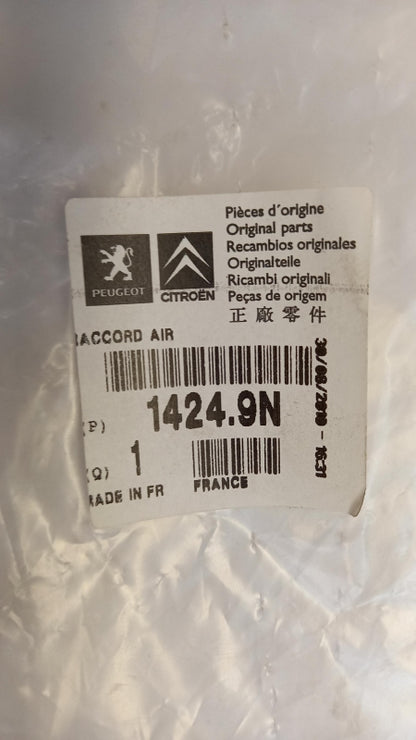 Pièces d'origine
Original parts
Recambios originales
Originalteile
Ricambi originali
Peças de origem
正廠零件
PEUGEOT
CITROËN
RACCORD AIR
(P) 1424.9N
(Q) 1
MADE IN FR FRANCE